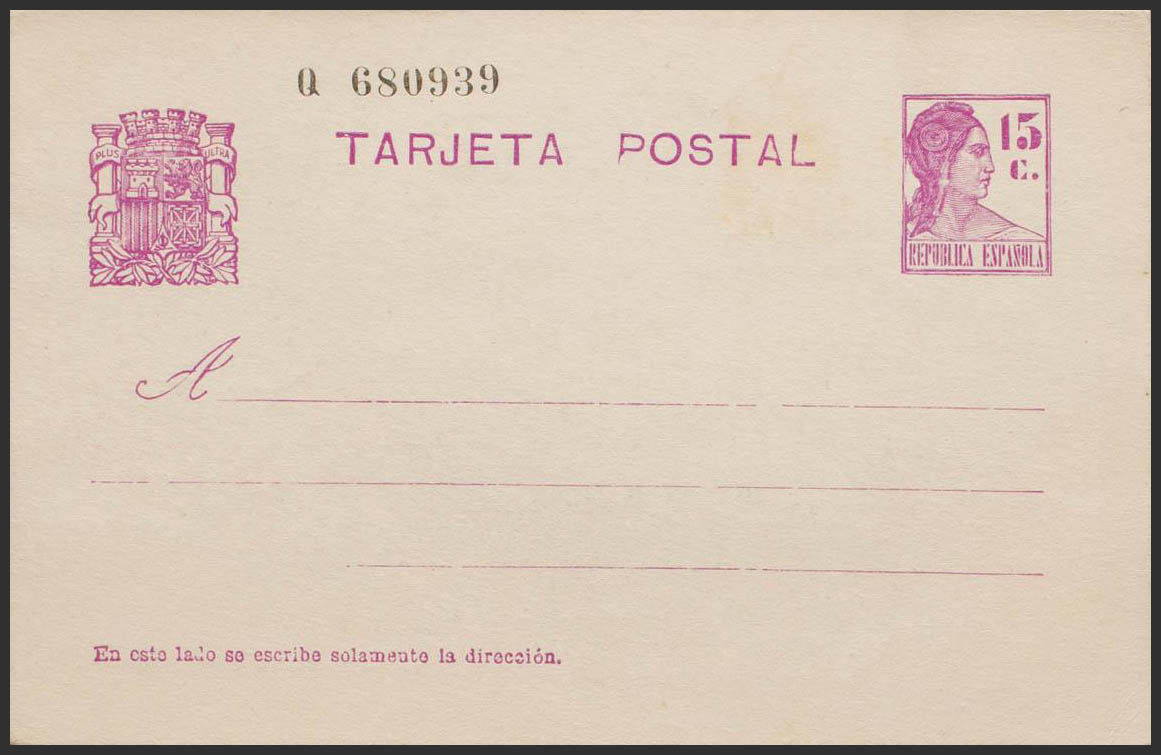 Q 680939
TARJETA POSTAL
PLUS ULTRA
15
C.
REPUBLICA ESPAÑOLA
A
En este lado se escribe solamente la dirección.